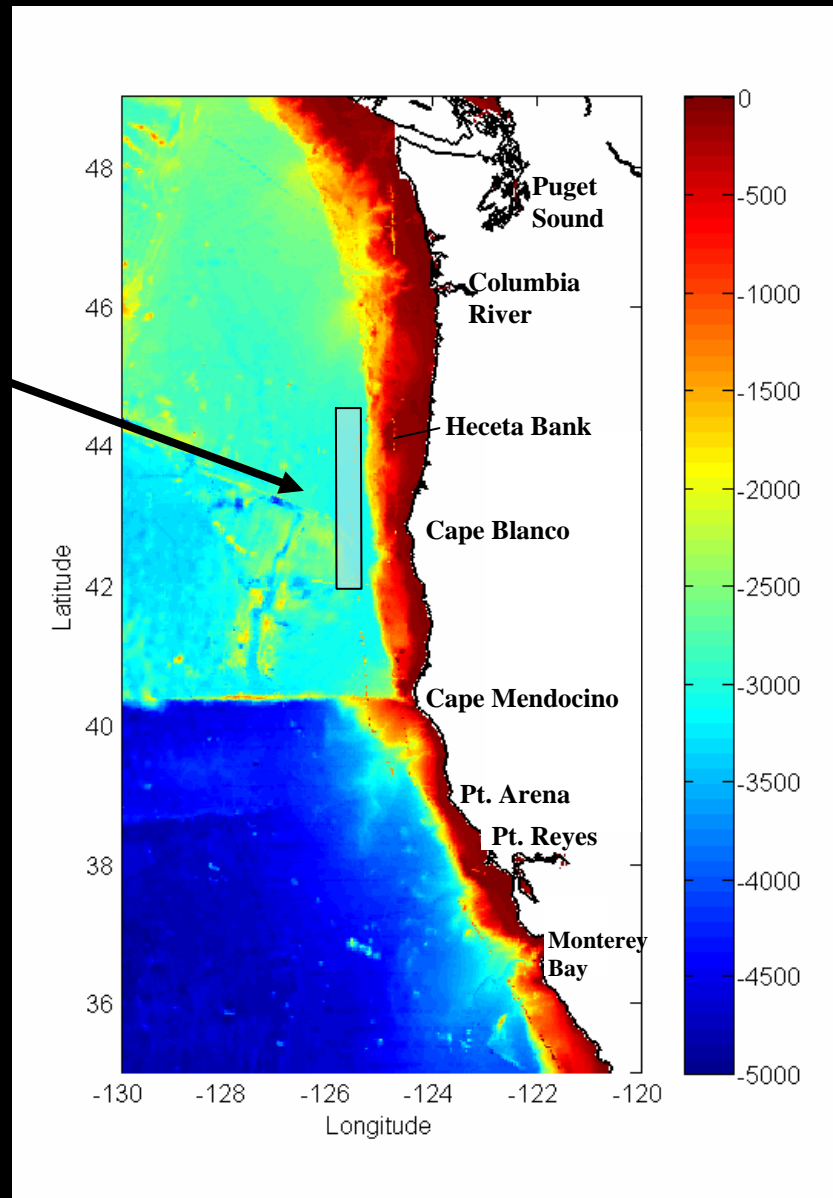 48
46
44
42
40
38
36
Latitude
-130
-128
-126
-124
-122
-120
Longitude
Puget
Sound
Columbia
River
Heceta Bank
Cape Blanco
Cape Mendocino
Pt. Arena
Pt. Reyes
Monterey
Bay
0
-500
-1000
-1500
-2000
-2500
-3000
-3500
-4000
-4500
-5000